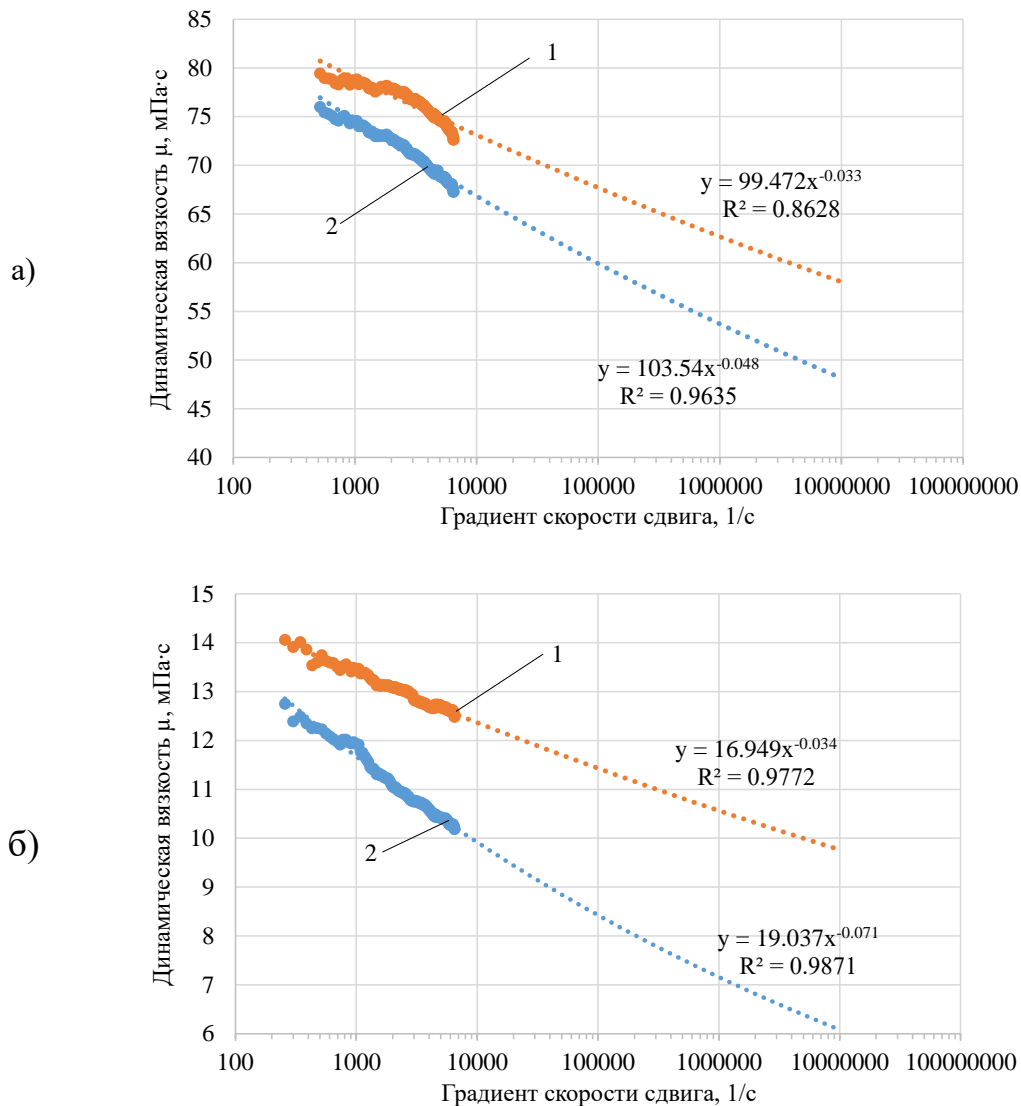 а)
Динамическая вязкость µ, мПа·с
85
80
75
70
65
60
55
50
45
40
1
2
y = 99.472x^-0.033
R² = 0.8628
y = 103.54x^-0.048
R² = 0.9635
100 1000 10000 100000 1000000 10000000 100000000
Градиент скорости сдвига, 1/с
б)
Динамическая вязкость µ, мПа·с
15
14
13
12
11
10
9
8
7
6
1
2
y = 16.949x^-0.034
R² = 0.9772
y = 19.037x^-0.071
R² = 0.9871
100 1000 10000 100000 1000000 10000000 100000000
Градиент скорости сдвига, 1/с